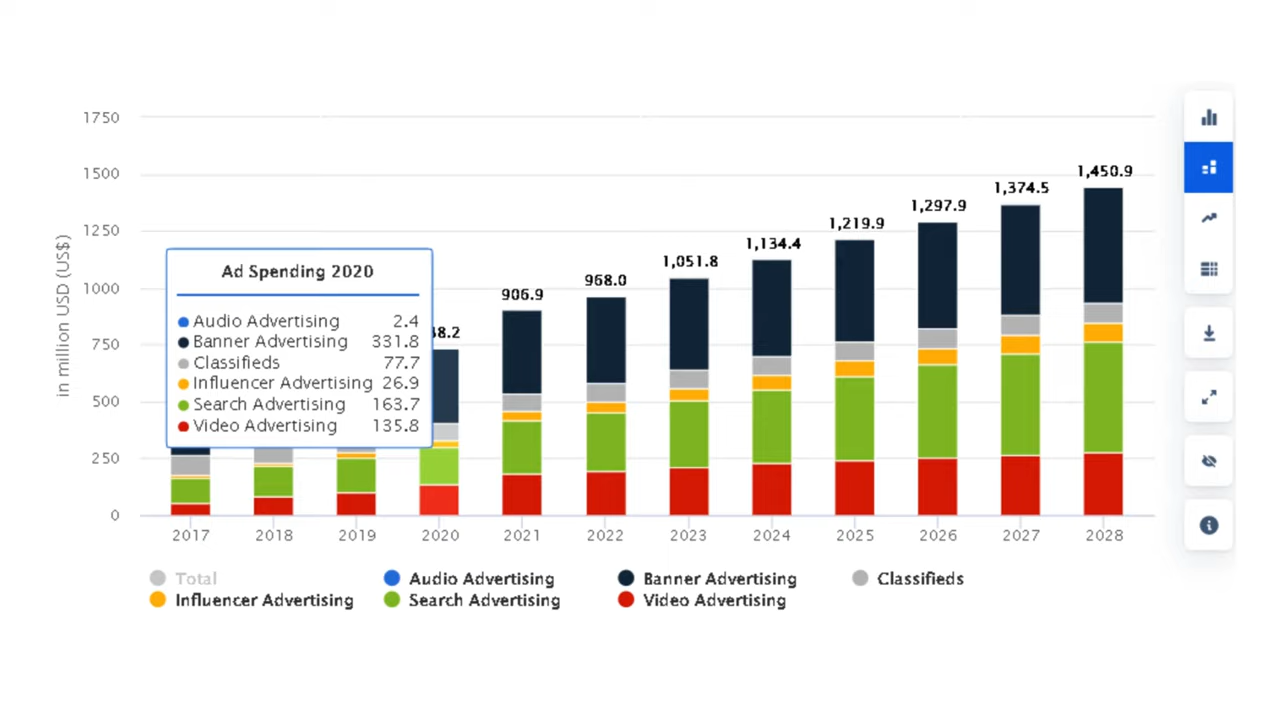 1750
1500
1250
1000
750
500
250
0
in million USD (US$)
Ad Spending 2020
Audio Advertising 2.4
Banner Advertising 331.8
Classifieds 77.7
Influencer Advertising 26.9
Search Advertising 163.7
Video Advertising 135.8
8.2
906.9
968.0
1,051.8
1,134.4
1,219.9
1,297.9
1,374.5
1,450.9
2017 2018 2019 2020 2021 2022 2023 2024 2025 2026 2027 2028
Total Audio Advertising Banner Advertising Classifieds
Influencer Advertising Search Advertising Video Advertising